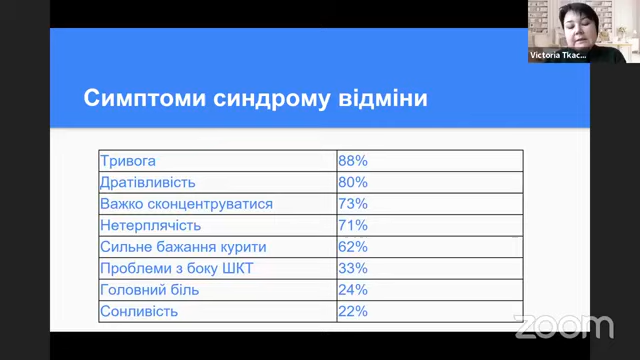 Victoria Tkac...
Симптоми синдрому відміни
Тривога 88%
Дратівливість 80%
Важко сконцентруватися 73%
Нетерплячість 71%
Сильне бажання курити 62%
Проблеми з боку ШКТ 33%
Головний біль 24%
Сонливість 22%
zoom